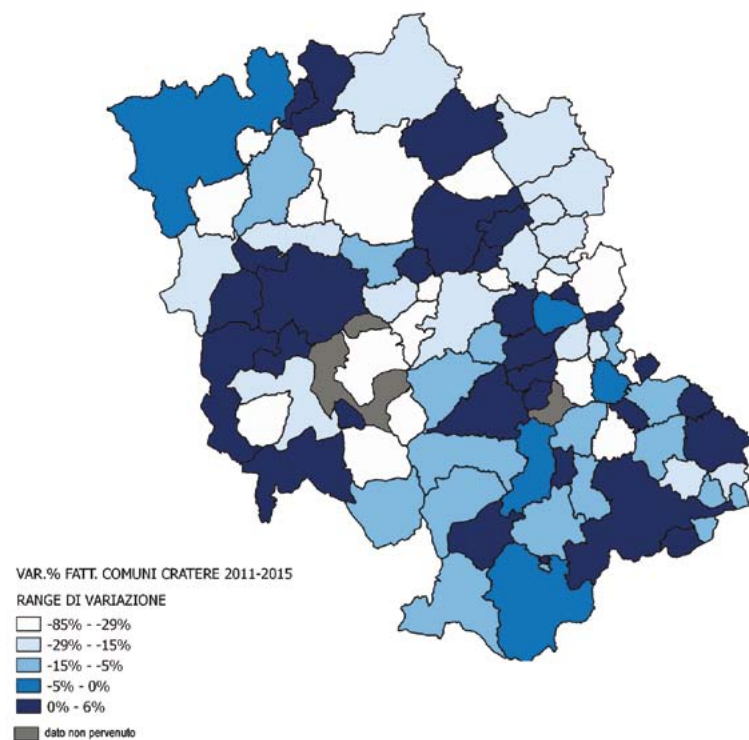 VAR.% FATT. COMUNI CRATERE 2011-2015
RANGE DI VARIAZIONE
-85% - -29%
-29% - -15%
-15% - -5%
-5% - 0%
0% - 6%
dato non pervenuto